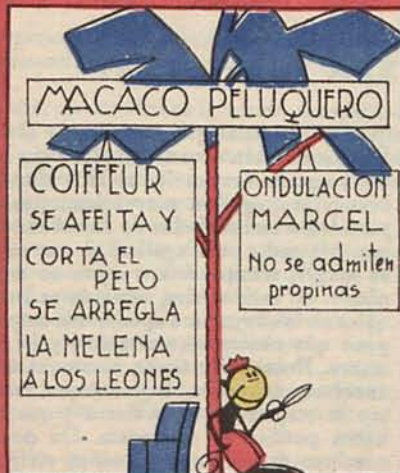 MACACO PELUQUERO
COIFFEUR
SE AFEITA Y
CORTA EL
PELO
SE ARREGLA
LA MELENA
A LOS LEONES
ONDULACION
MARCEL
No se admiten
propinas